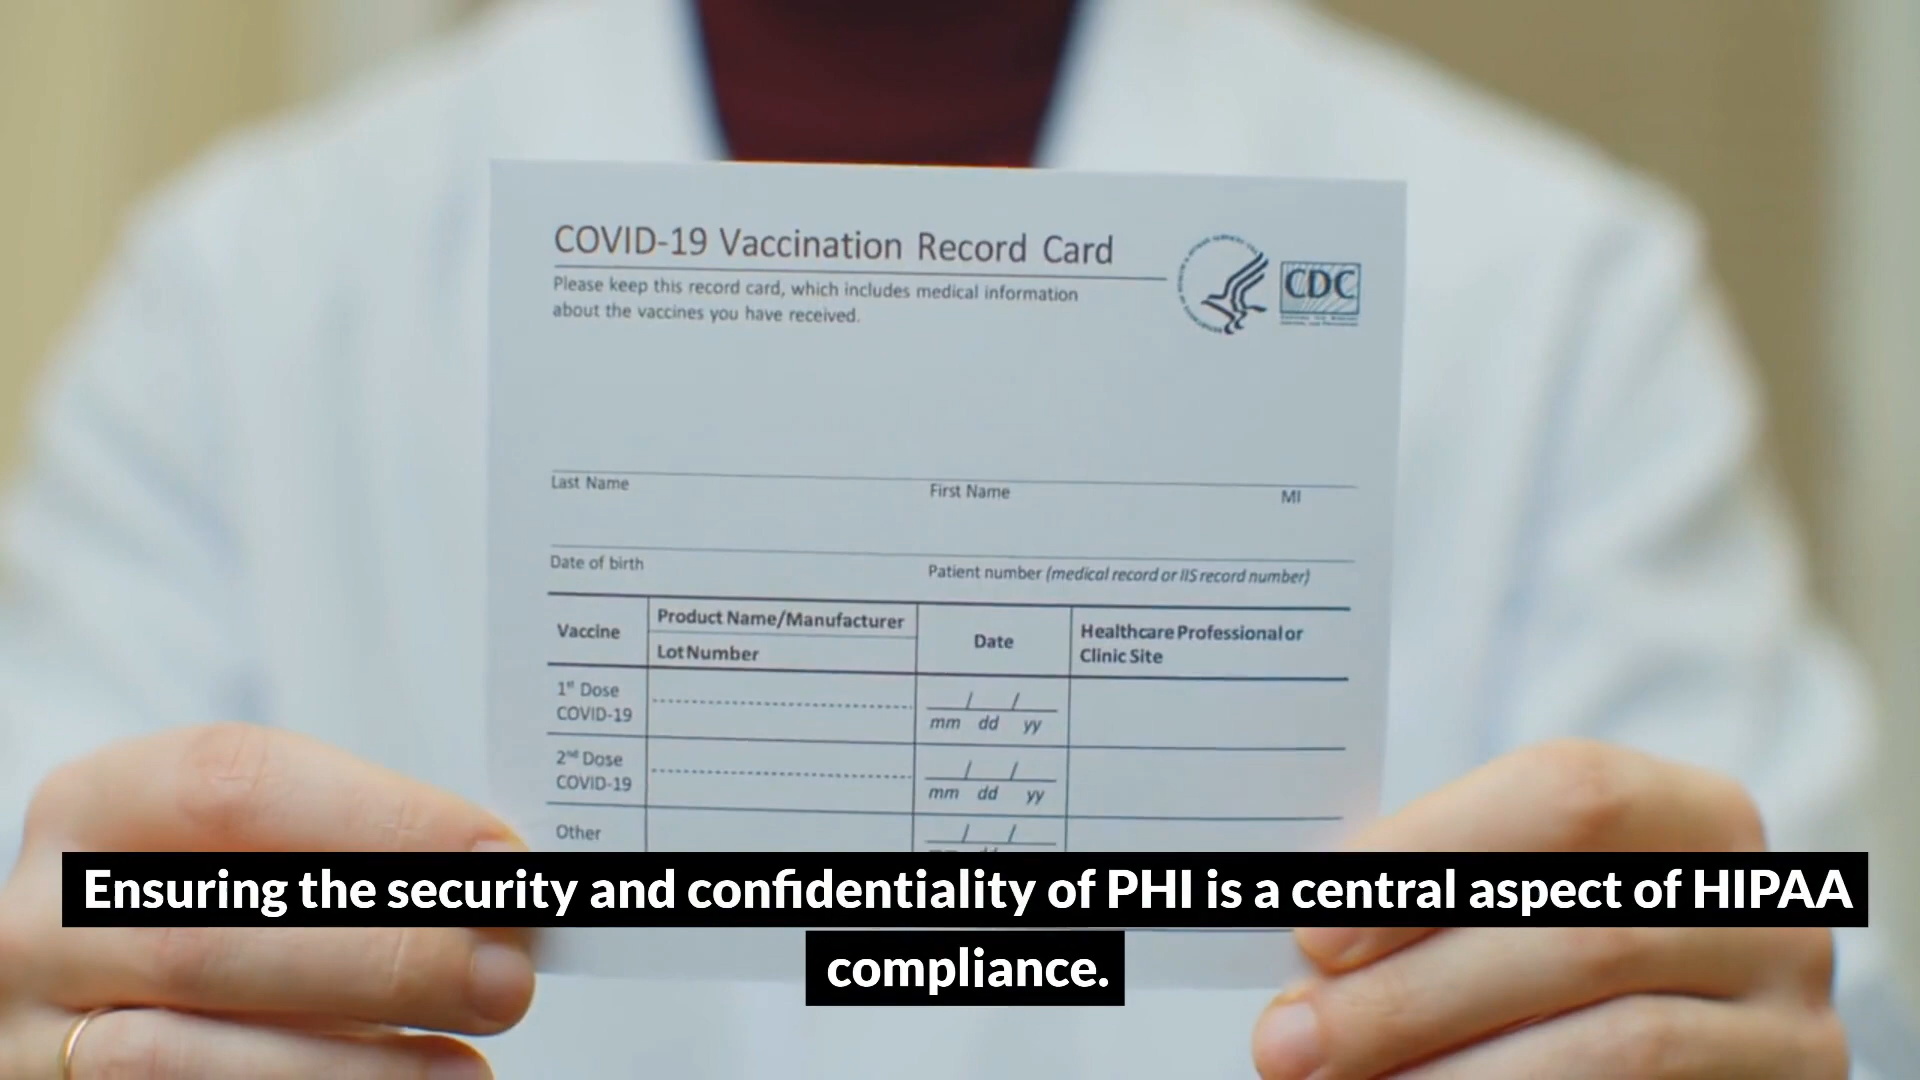 COVID-19 Vaccination Record Card
Please keep this record card, which includes medical information
about the vaccines you have received.
CDC
Last Name First Name MI
Date of birth Patient number (medical record or IIS record number)
Vaccine Product Name/Manufacturer Date Healthcare Professional or
Lot Number Clinic Site
1st Dose
COVID-19 mm dd yy
2nd Dose
COVID-19 mm dd yy
Other
Ensuring the security and confidentiality of PHI is a central aspect of HIPAA
compliance.